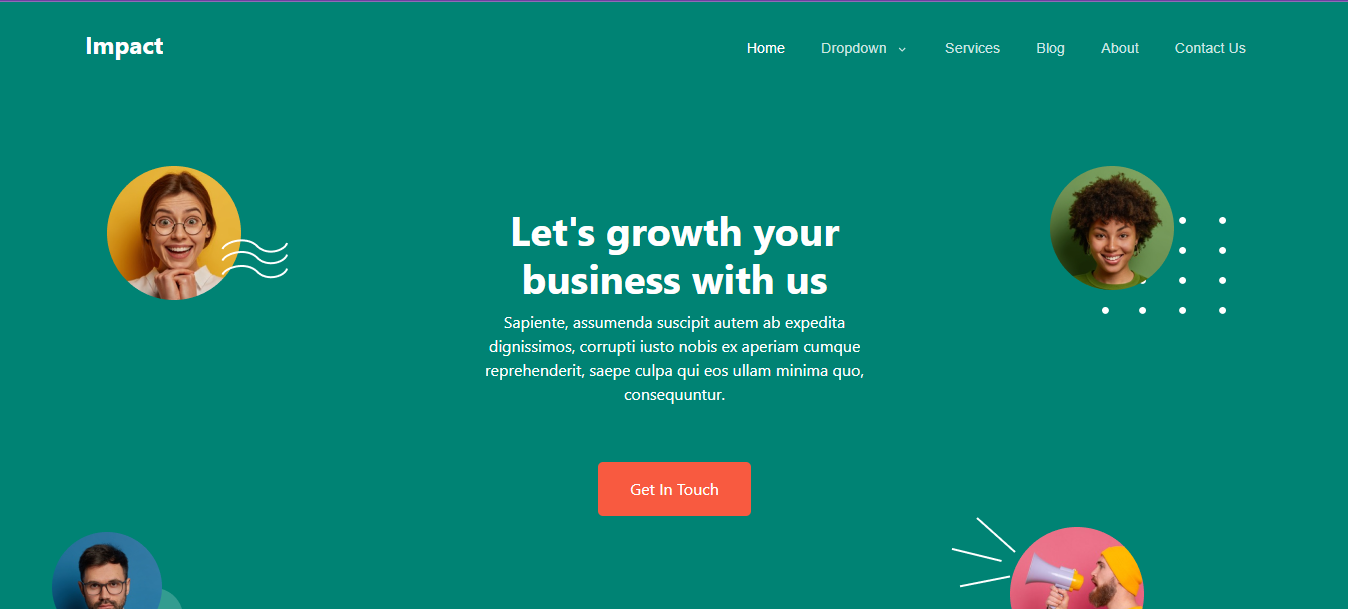 Impact
Home Dropdown Services Blog About Contact Us
Let's growth your
business with us
Sapiente, assumenda suscipit autem ab expedita
dignissimos, corrupti iusto nobis ex aperiam cumque
reprehenderit, saepe culpa qui eos ullam minima quo,
consequuntur.
Get In Touch